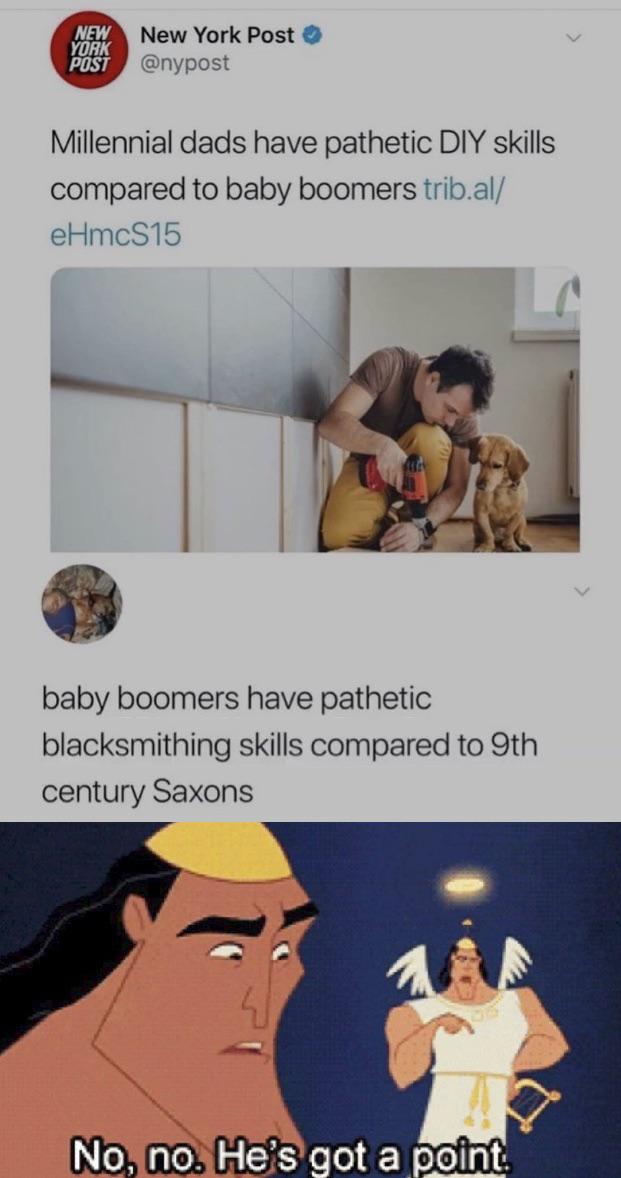 NEW
YORK
POST
New York Post
@nypost
Millennial dads have pathetic DIY skills
compared to baby boomers trib.al/
eHmcS15
baby boomers have pathetic
blacksmithing skills compared to 9th
century Saxons
No, no. He's got a point.